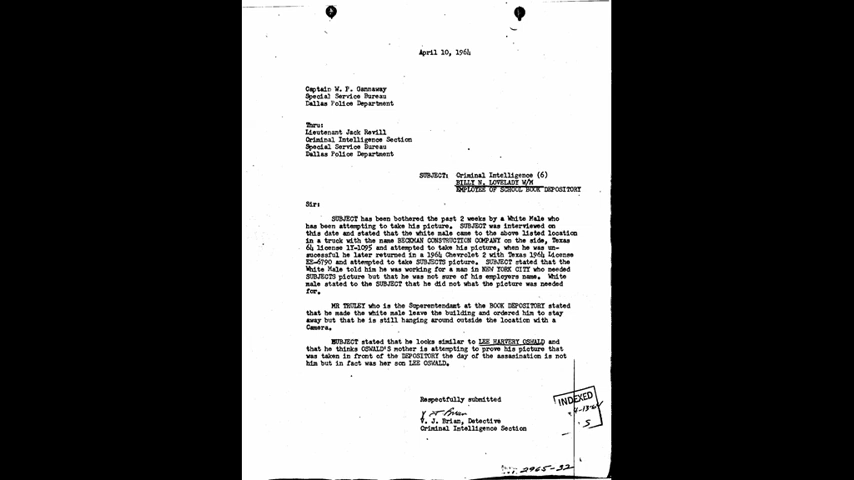 April 10, 1964
Captain W. P. Gannaway
Special Service Bureau
Dallas Police Department
Thru:
Lieutenant Jack Revill
Criminal Intelligence Section
Special Service Bureau
Dallas Police Department
SUBJECT: Criminal Intelligence (6)
BILLY N. LOVELADY W/M
EMPLOYEE OF SCHOOL BOOK DEPOSITORY
Sir:
SUBJECT has been bothered the past 2 weeks by a White Male who
has been attempting to take his picture. SUBJECT was interviewed on
this date and stated that the white male came to the above listed location
in a truck with the name BECKMAN CONSTRUCTION COMPANY on the side, Texas
64 license 1Y-1095 and attempted to take his picture, when he was un-
sucessful he later returned in a 1964 Chevrolet 2 with Texas 1964 License
EE-6790 and attempted to take SUBJECTS picture. SUBJECT stated that the
White Male told him he was working for a man in NEW YORK CITY who needed
SUBJECTS picture but that he was not sure of his employers name. White
male stated to the SUBJECT that he did not what the picture was needed
for.
MR TRULEY who is the Superentendant at the BOOK DEPOSITORY stated
that he made the white male leave the building and ordered him to stay
away but that he is still hanging around outside the location with a
Camera.
SUBJECT stated that he looks similar to LEE HARVERY OSWALD and
that he thinks OSWALD'S mother is attempting to prove his picture that
was taken in front of the DEPOSITORY the day of the assasination is not
him but in fact was her son LEE OSWALD.
Respectfully submitted
V. J. Brian, Detective
Criminal Intelligence Section
INDEXED
5
2965-32